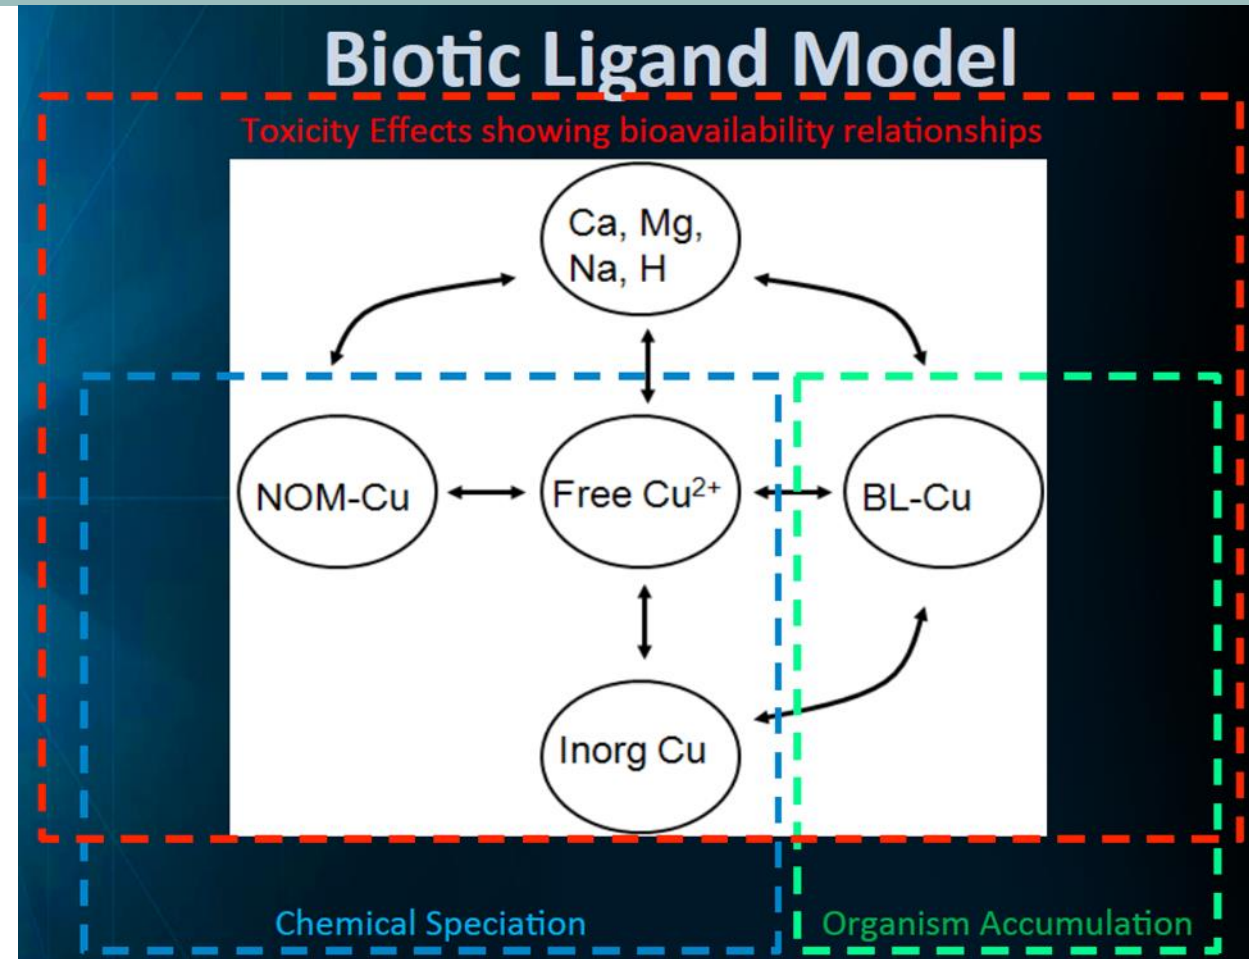 Biotic Ligand Model
Toxicity Effects showing bioavailability relationships
Ca, Mg,
Na, H
NOM-Cu
Free Cu²⁺
BL-Cu
Inorg Cu
Chemical Speciation
Organism Accumulation